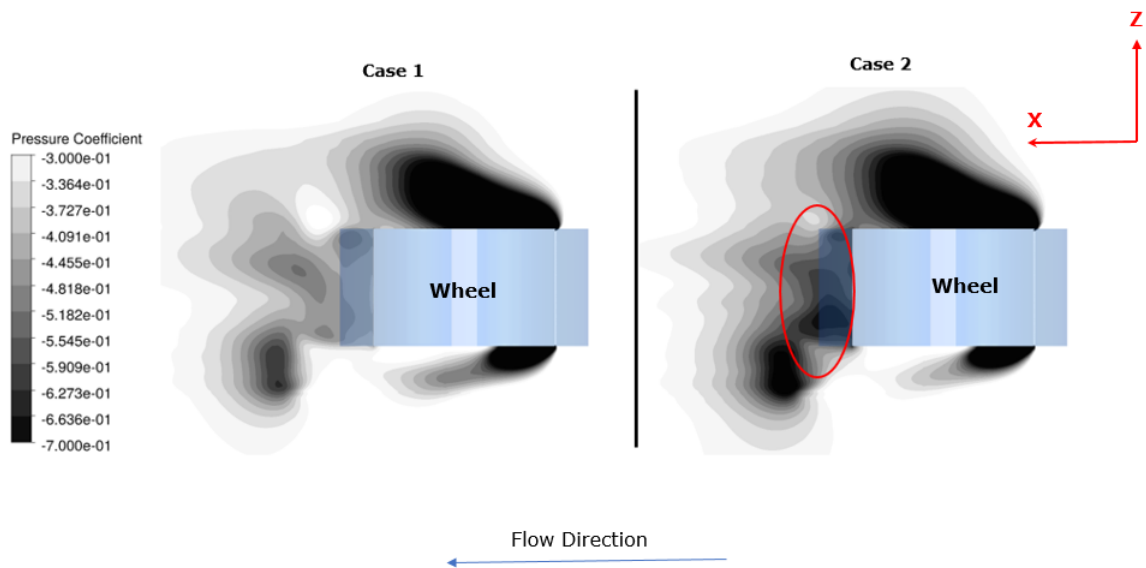 Z
Case 1
Case 2
X
Pressure Coefficient
-3.000e-01
-3.364e-01
-3.727e-01
-4.091e-01
-4.455e-01
-4.818e-01
-5.182e-01
-5.545e-01
-5.909e-01
-6.273e-01
-6.636e-01
-7.000e-01
Wheel
Wheel
Flow Direction